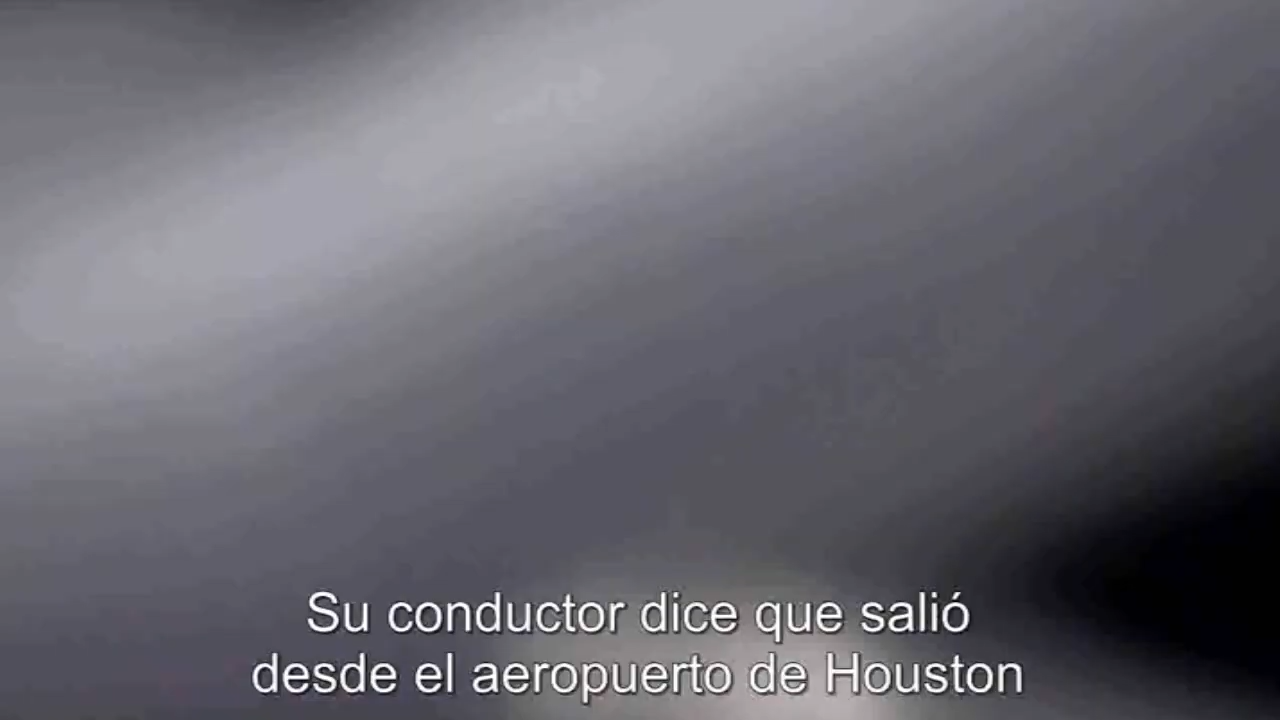 Su conductor dice que salió
desde el aeropuerto de Houston